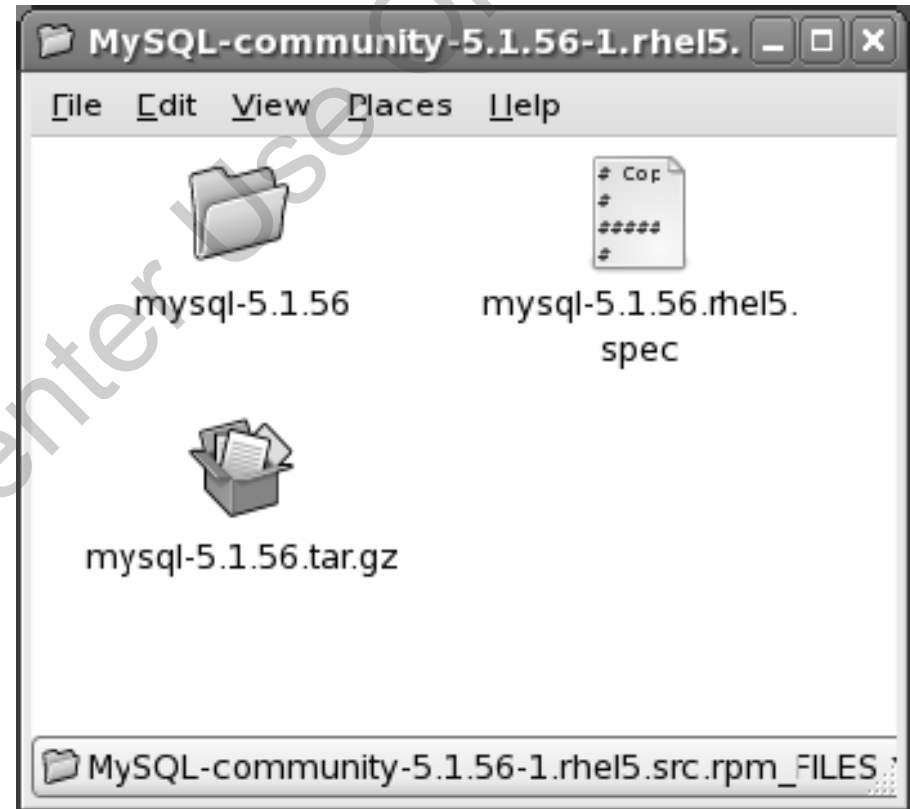 MySQL-community-5.1.56-1.rhel5.
File Edit View Places Help
# Cop
#
#####
#
mysql-5.1.56
mysql-5.1.56.rhel5.
spec
mysql-5.1.56.tar.gz
MySQL-community-5.1.56-1.rhel5.src.rpm_FILES
enter Use